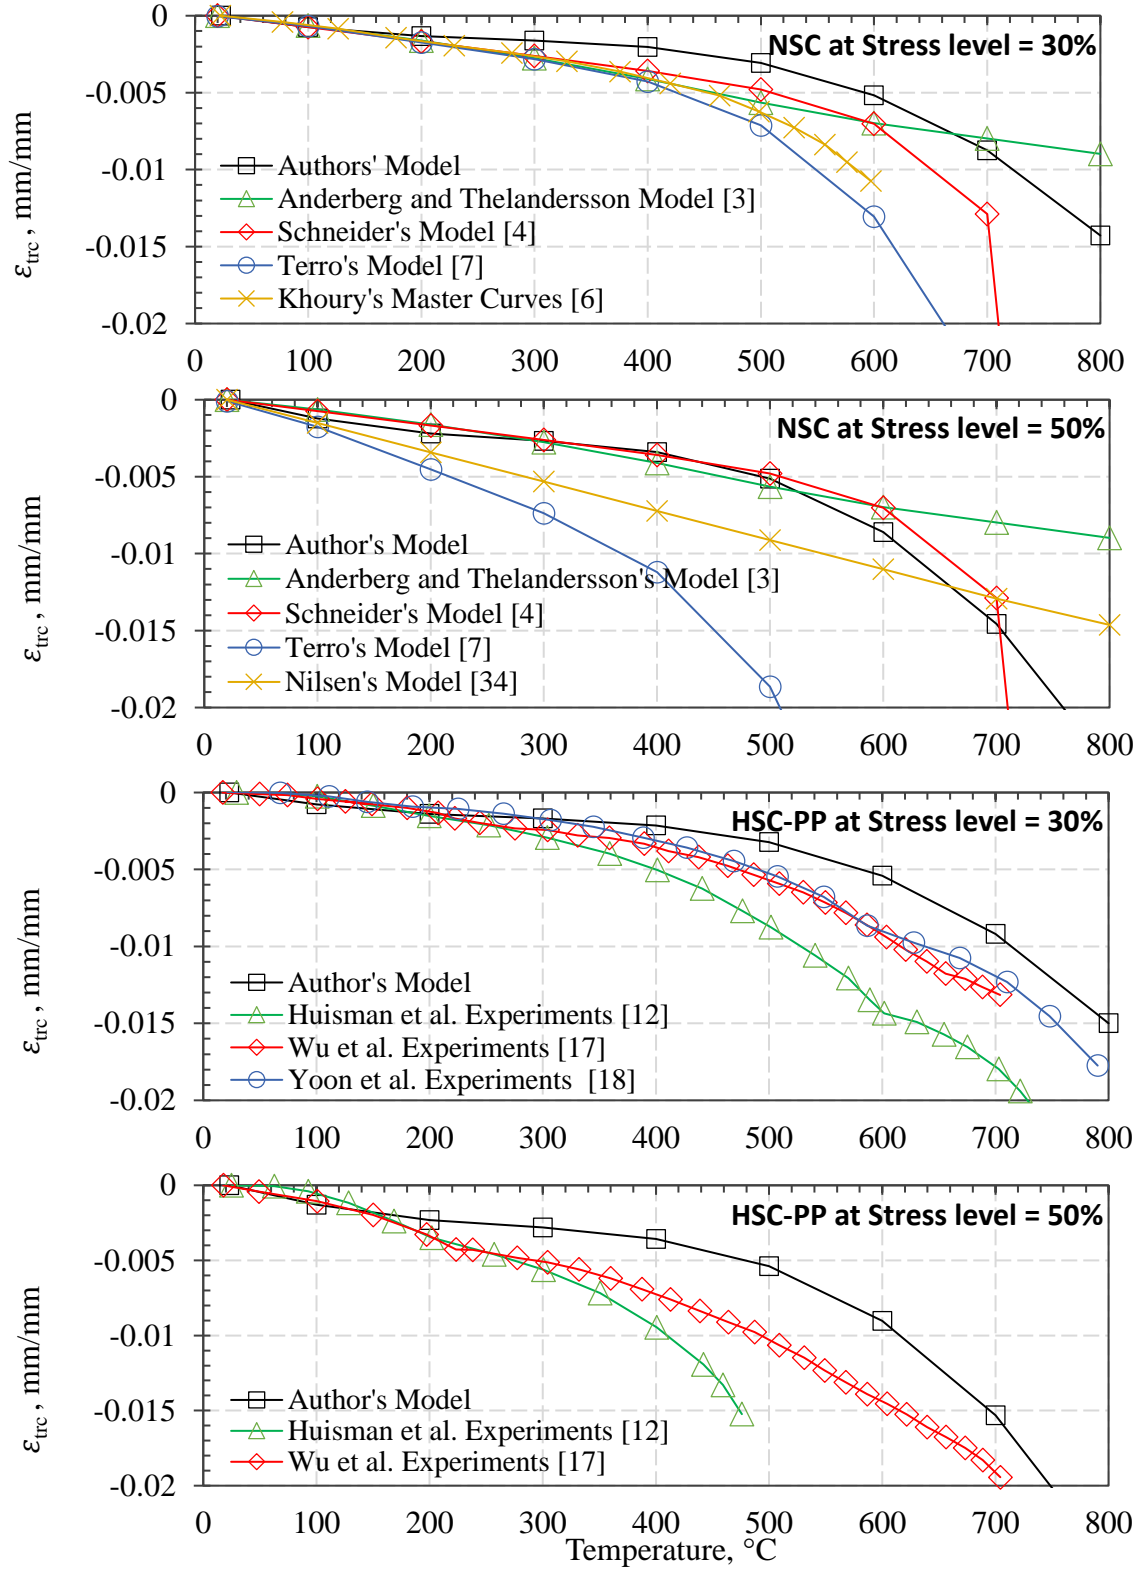 0
NSC at Stress level = 30%
-0.005
-0.01
-0.015
-0.02
εtrc , mm/mm
Authors' Model
Anderberg and Thelandersson Model [3]
Schneider's Model [4]
Terro's Model [7]
Khoury's Master Curves [6]
0 100 200 300 400 500 600 700 800
0
NSC at Stress level = 50%
-0.005
-0.01
-0.015
-0.02
εtrc , mm/mm
Author's Model
Anderberg and Thelandersson's Model [3]
Schneider's Model [4]
Terro's Model [7]
Nilsen's Model [34]
0 100 200 300 400 500 600 700 800
0
HSC-PP at Stress level = 30%
-0.005
-0.01
-0.015
-0.02
εtrc , mm/mm
Author's Model
Huisman et al. Experiments [12]
Wu et al. Experiments [17]
Yoon et al. Experiments [18]
0 100 200 300 400 500 600 700 800
0
HSC-PP at Stress level = 50%
-0.005
-0.01
-0.015
-0.02
εtrc , mm/mm
Author's Model
Huisman et al. Experiments [12]
Wu et al. Experiments [17]
0 100 200 300 400 500 600 700 800
Temperature, °C